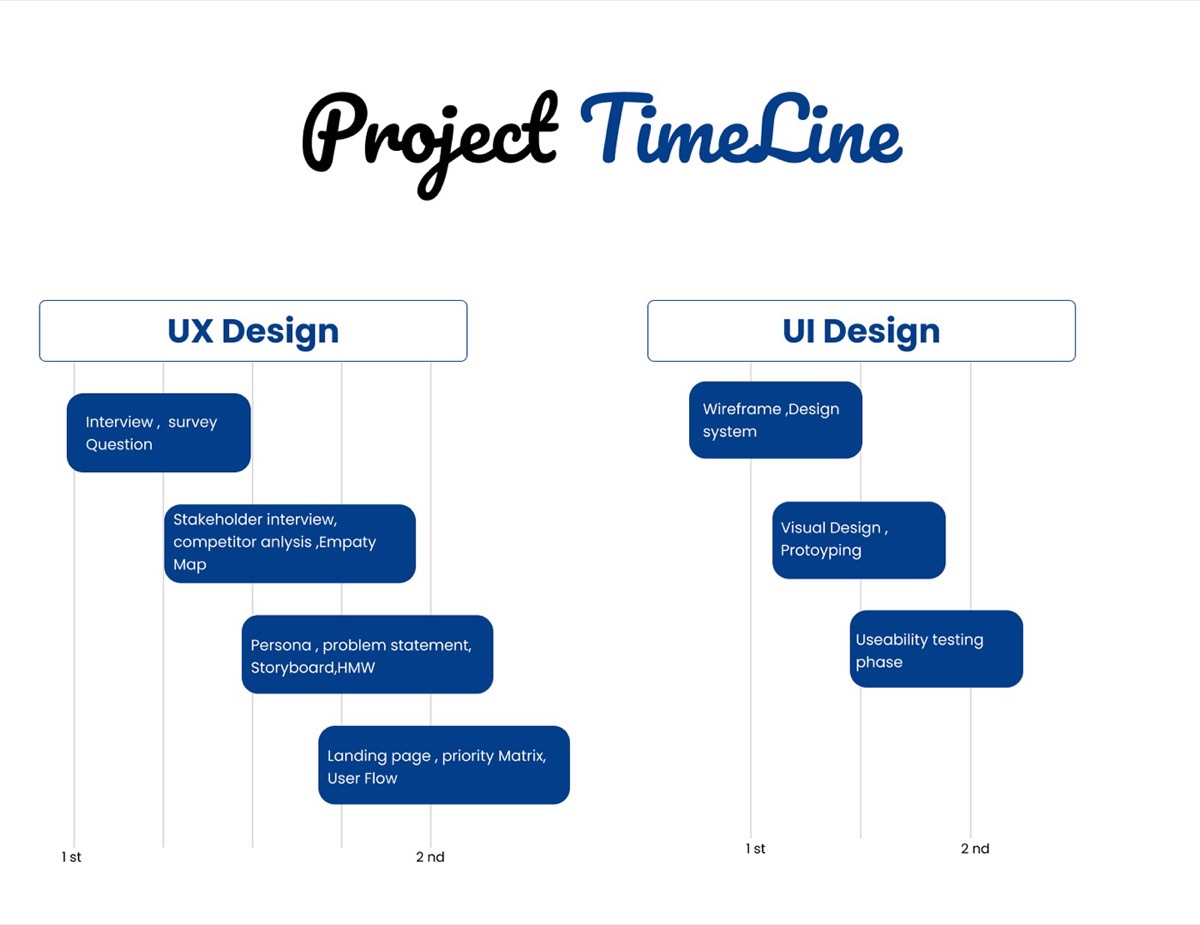 Project TimeLine
UX Design
Interview , survey
Question
Stakeholder interview,
competitor anlysis ,Empaty
Map
Persona , problem statement,
Storyboard,HMW
Landing page , priority Matrix,
User Flow
1 st
2 nd
UI Design
Wireframe ,Design
system
Visual Design ,
Protoyping
Useability testing
phase
1 st
2 nd